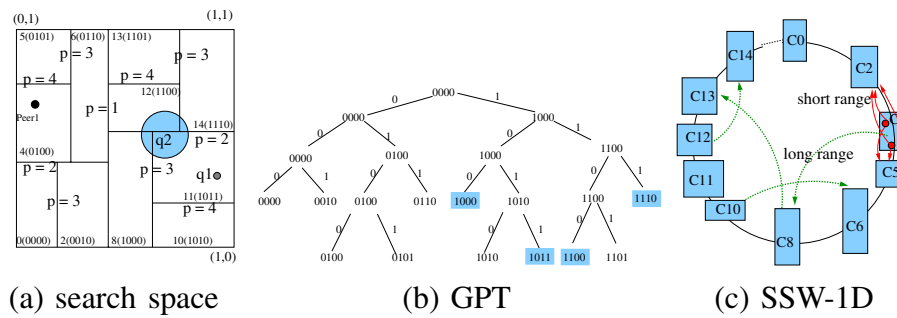 (0,1)
(1,1)
5(0101)
6(0110)
13(1101)
p = 3
p = 3
p = 4
p = 4
12(1100)
Peer1
p = 1
14(1110)
q2
p = 2
4(0100)
p = 2
p = 3
q1
p = 3
11(1011)
p = 4
0(0000)
2(0010)
8(1000)
10(1010)
(1,0)
(a) search space
0000
0
1
0000
1000
0
1
0
1
0000
0100
1000
1100
0
1
0
1
0
1
0
1
0000
0010
0100
0110
1000
1010
1100
1110
0
1
0
1
0
1
0100
0101
1010
1011
1100
1101
(b) GPT
C0
C14
C2
C13
short range
C12
long range
C5
C11
C10
C8
C6
(c) SSW-1D